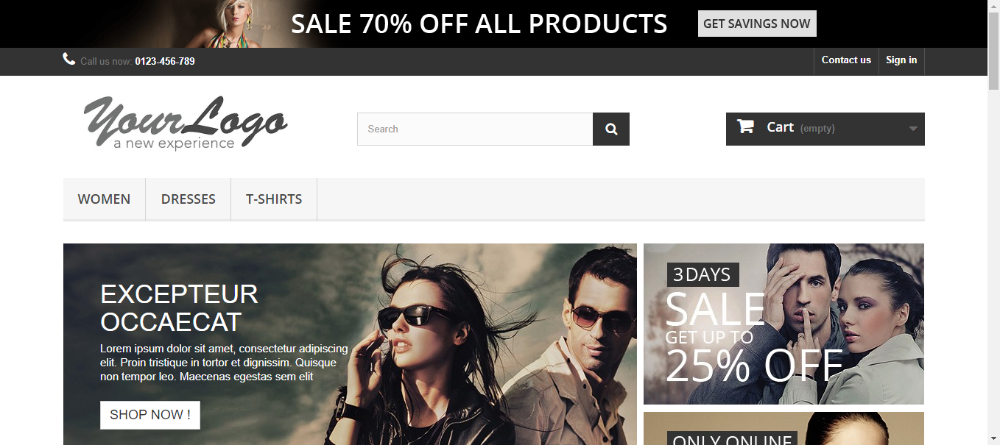 SALE 70% OFF ALL PRODUCTS
GET SAVINGS NOW
Call us now: 0123-456-789
Contact us
Sign in
YourLogo
a new experience
Search
Cart (empty)
WOMEN
DRESSES
T-SHIRTS
EXCEPTEUR
OCCAECAT
Lorem ipsum dolor sit amet, consectetur adipiscing
elit. Proin tristique in tortor et dignissim. Quisque
non tempor leo. Maecenas egestas sem elit
SHOP NOW !
3DAYS
SALE
GET UP TO
25% OFF
ONLY ONLINE